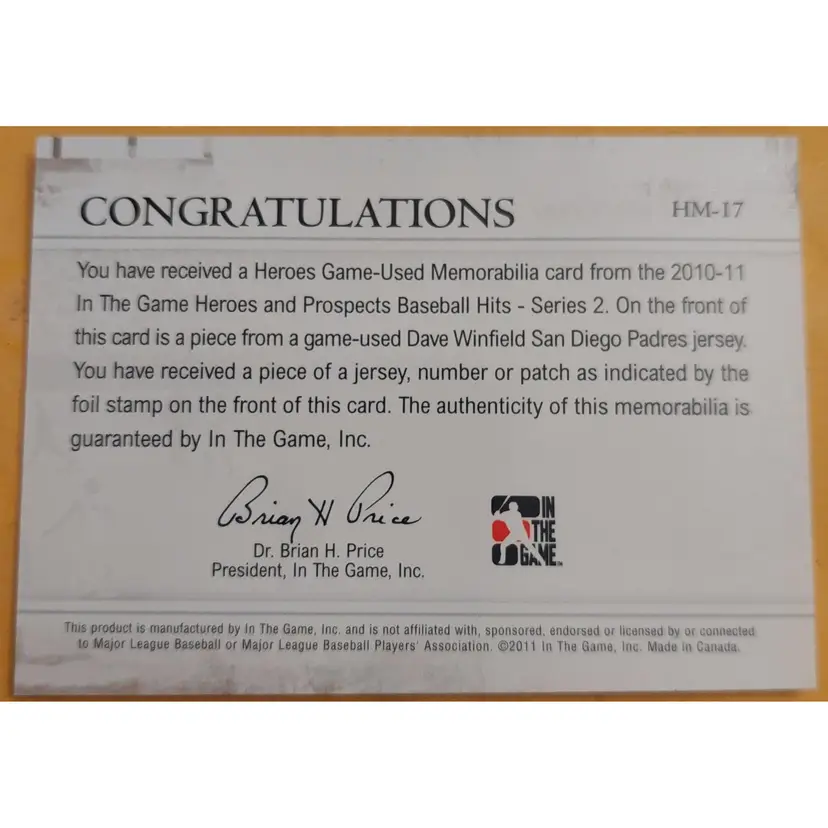 CONGRATULATIONS HM-17
You have received a Heroes Game-Used Memorabilia card from the 2010-11
In The Game Heroes and Prospects Baseball Hits - Series 2. On the front of
this card is a piece from a game-used Dave Winfield San Diego Padres jersey.
You have received a piece of a jersey, number or patch as indicated by the
foil stamp on the front of this card. The authenticity of this memorabilia is
guaranteed by In The Game, Inc.
Brian H Price
IN
THE
GAME™
Dr. Brian H. Price
President, In The Game, Inc.
This product is manufactured by In The Game, Inc. and is not affiliated with, sponsored, endorsed or licensed by or connected
to Major League Baseball or Major League Baseball Players' Association. ©2011 In The Game, Inc. Made in Canada.